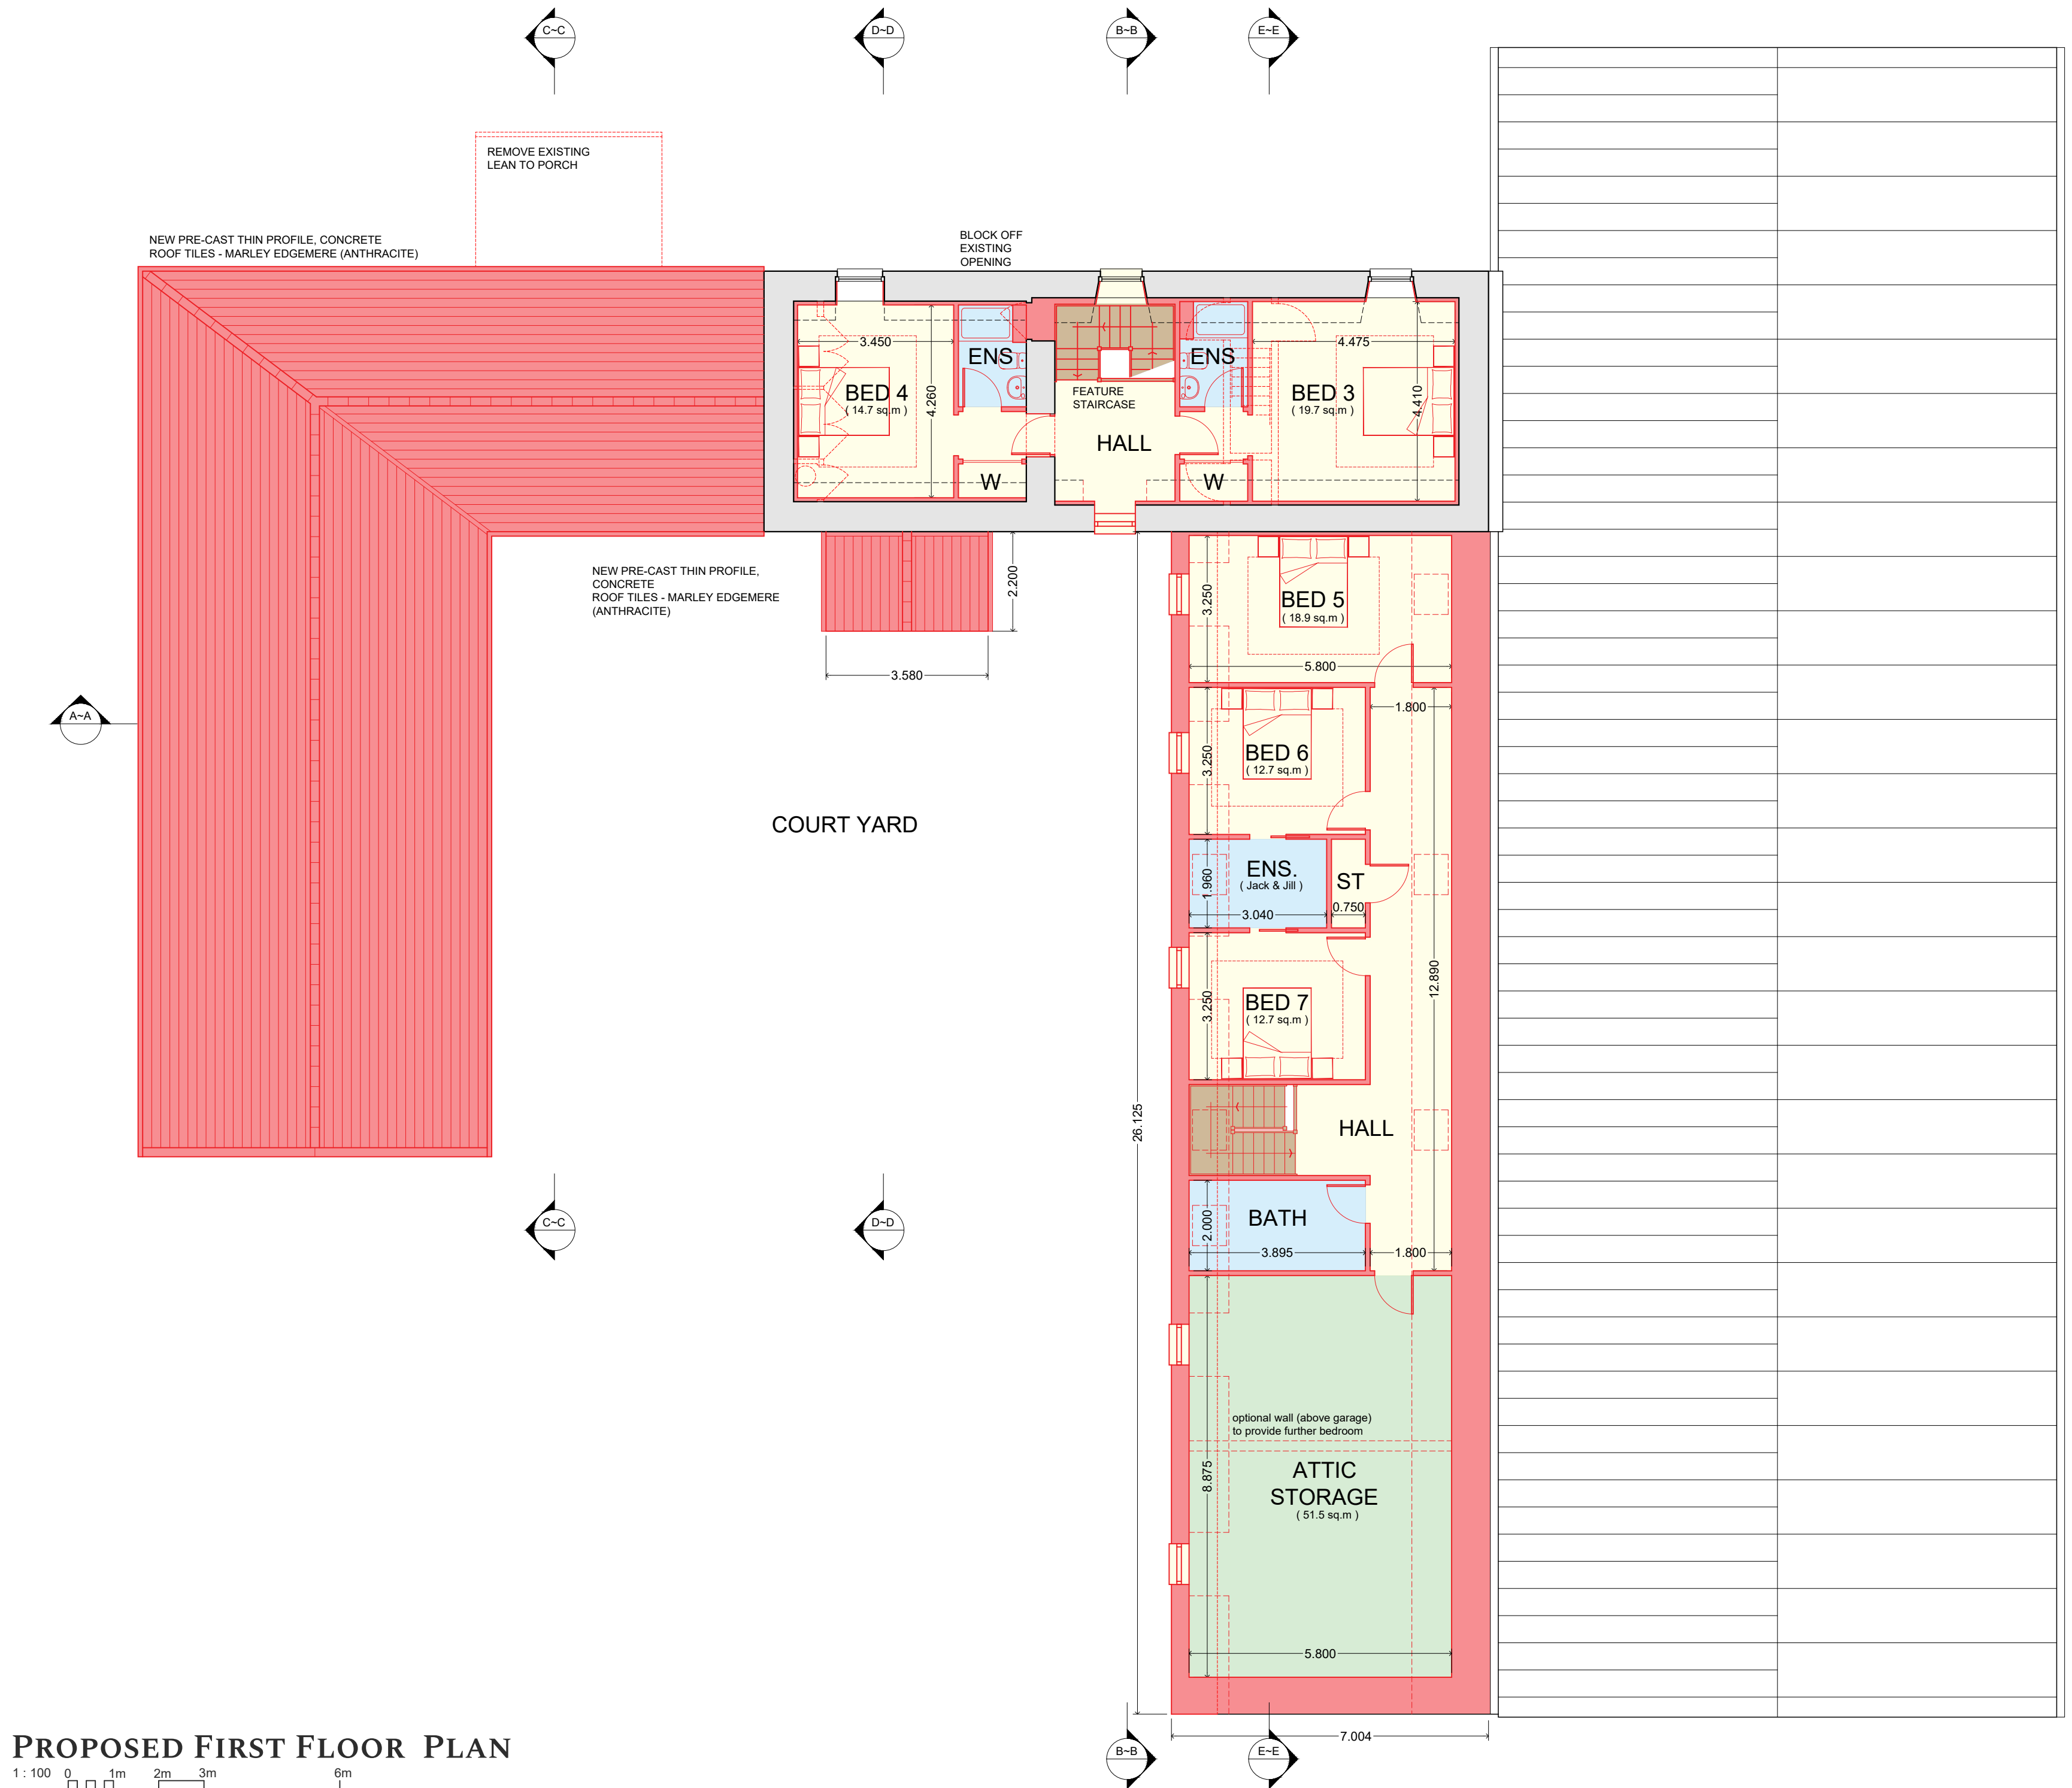 C~C
D~D
B~B
E~E
REMOVE EXISTING
LEAN TO PORCH
NEW PRE-CAST THIN PROFILE, CONCRETE
ROOF TILES - MARLEY EDGEMERE (ANTHRACITE)
BLOCK OFF
EXISTING
OPENING
3.450
ENS
ENS
4.475
BED 4
( 14.7 sq.m )
4.260
FEATURE
STAIRCASE
BED 3
( 19.7 sq.m )
4.410
HALL
W
W
NEW PRE-CAST THIN PROFILE,
CONCRETE
ROOF TILES - MARLEY EDGEMERE
(ANTHRACITE)
2.200
3.580
3.250
BED 5
( 18.9 sq.m )
5.800
A~A
1.800
3.250
BED 6
( 12.7 sq.m )
COURT YARD
1.960
ENS.
( Jack & Jill )
ST
3.040
0.750
12.890
3.250
BED 7
( 12.7 sq.m )
26.125
HALL
C~C
D~D
2.000
BATH
3.895
1.800
optional wall (above garage)
to provide further bedroom
8.875
ATTIC
STORAGE
( 51.5 sq.m )
5.800
7.004
B~B
E~E
PROPOSED FIRST FLOOR PLAN
1 : 100 0 1m 2m 3m 6m